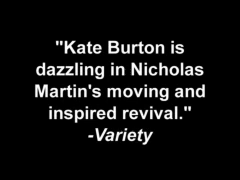 "Kate Burton is
dazzling in Nicholas
Martin's moving and
inspired revival."
-Variety